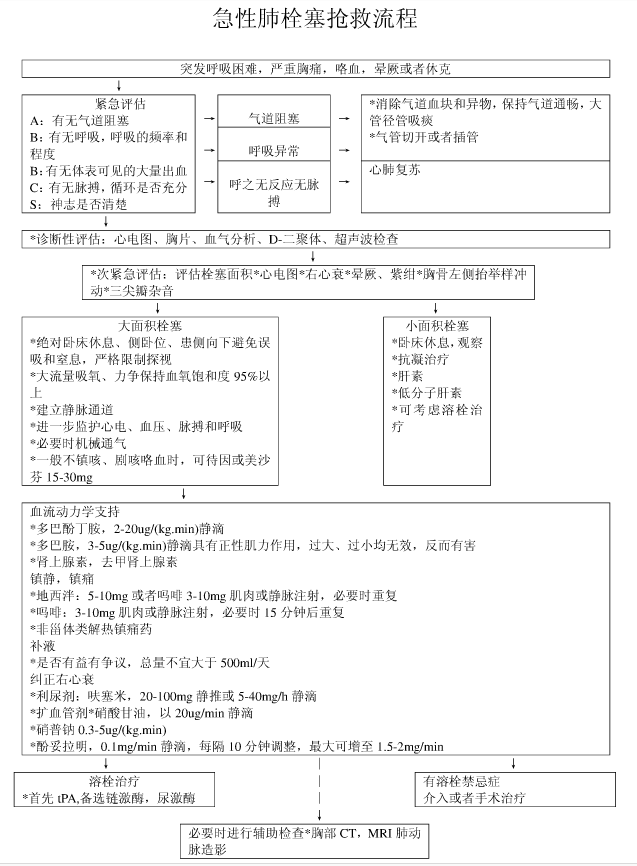 急性肺栓塞抢救流程
突发呼吸困难，严重胸痛，咯血，晕厥或者休克
紧急评估
A：有无气道阻塞
B：有无呼吸，呼吸的频率和
程度
B：有无体表可见的大量出血
C：有无脉搏，循环是否充分
S：神志是否清楚
气道阻塞
呼吸异常
呼之无反应无脉
搏
*消除气道血块和异物，保持气道通畅，大
管径管吸痰
*气管切开或者插管
心肺复苏
*诊断性评估：心电图、胸片、血气分析、D-二聚体、超声波检查
*次紧急评估：评估栓塞面积*心电图*右心衰*晕厥、紫绀*胸骨左侧抬举样冲
动*三尖瓣杂音
大面积栓塞
*绝对卧床休息、侧卧位、患侧向下避免误
吸和窒息，严格限制探视
*大流量吸氧、力争保持血氧饱和度 95%以
上
*建立静脉通道
*进一步监护心电、血压、脉搏和呼吸
*必要时机械通气
*一般不镇咳、剧咳咯血时，可待因或美沙
芬 15-30mg
小面积栓塞
*卧床休息，观察
*抗凝治疗
*肝素
*低分子肝素
*可考虑溶栓治
疗
血流动力学支持
*多巴酚丁胺，2-20ug/(kg.min)静滴
*多巴胺，3-5ug/(kg.min)静滴具有正性肌力作用，过大、过小均无效，反而有害
*肾上腺素，去甲肾上腺素
镇静，镇痛
*地西泮：5-10mg 或者吗啡 3-10mg 肌肉或静脉注射，必要时重复
*吗啡：3-10mg 肌肉或静脉注射，必要时 15 分钟后重复
*非甾体类解热镇痛药
补液
*是否有益有争议，总量不宜大于 500ml/天
纠正右心衰
*利尿剂：呋塞米，20-100mg 静推或 5-40mg/h 静滴
*扩血管剂*硝酸甘油，以 20ug/min 静滴
*硝普钠 0.3-5ug/(kg.min)
*酚妥拉明，0.1mg/min 静滴，每隔 10 分钟调整，最大可增至 1.5-2mg/min
溶栓治疗
*首先 tPA,备选链激酶，尿激酶
有溶栓禁忌症
介入或者手术治疗
必要时进行辅助检查*胸部 CT，MRI 肺动
脉造影